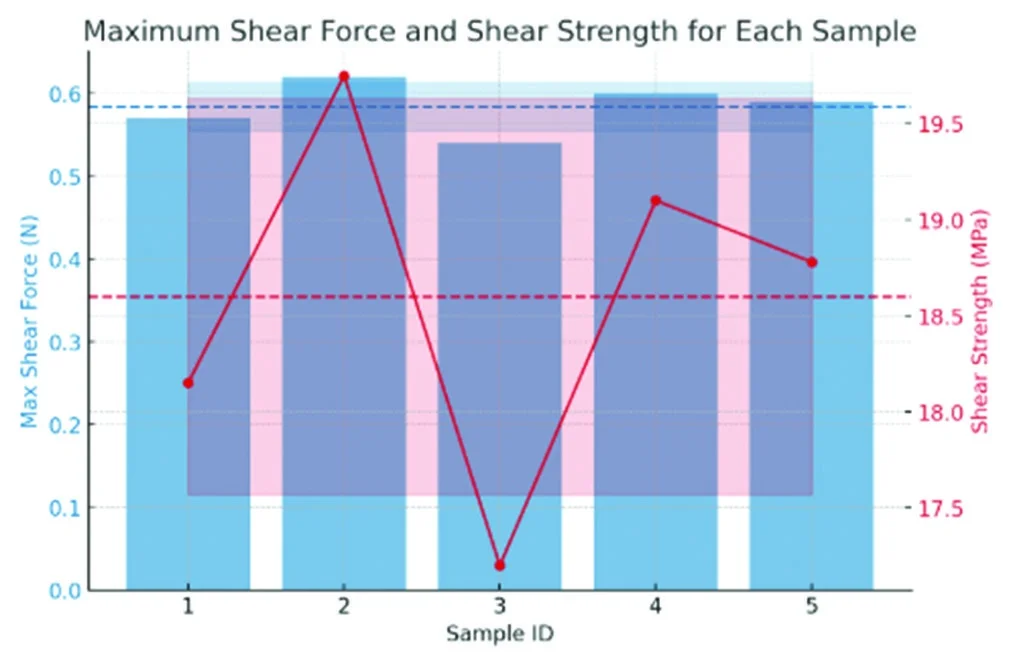 Maximum Shear Force and Shear Strength for Each Sample
Max Shear Force (N)
0.6
0.5
0.4
0.3
0.2
0.1
0.0
19.5
19.0
18.5
18.0
17.5
Shear Strength (MPa)
1 2 3 4 5
Sample ID